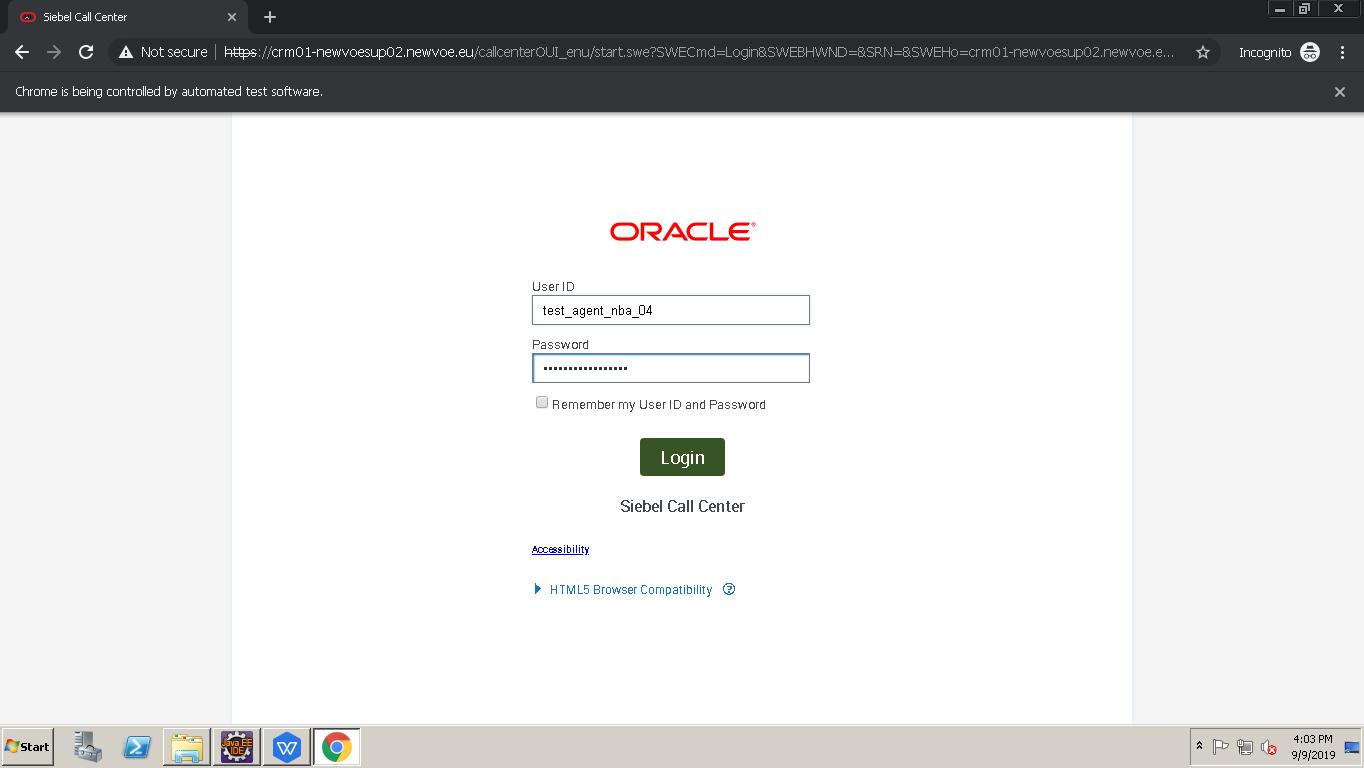 Siebel Call Center
Not secure | https://crm01-newvoesup02.newvoe.eu/callcenterOUI_enu/start.swe?SWECmd=Login&SWEBHWND=&SRN=&SWEHo=crm01-newvoesup02.newvoe.e... Incognito
Chrome is being controlled by automated test software.
ORACLE
User ID
test_agent_nba_04
Password
Remember my User ID and Password
Login
Siebel Call Center
Accessibility
HTML5 Browser Compatibility
Start
Java EE
IDE
4:03 PM
9/9/2019